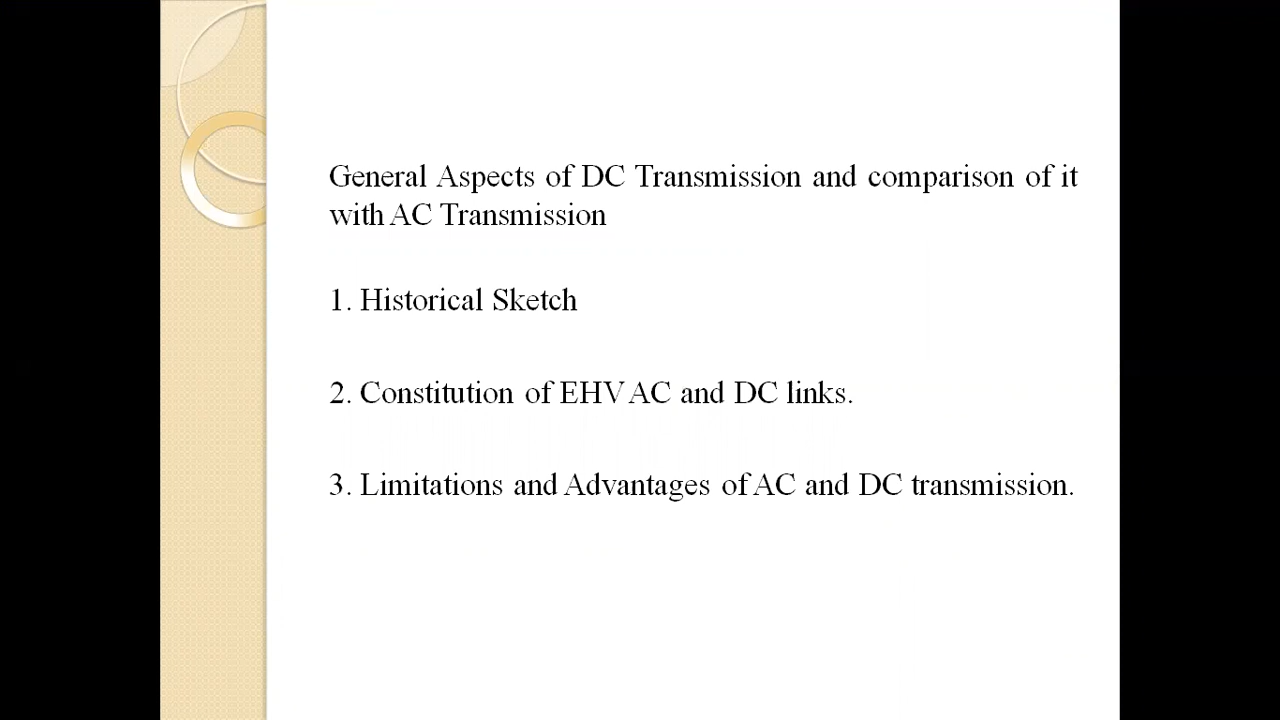 General Aspects of DC Transmission and comparison of it
with AC Transmission
1. Historical Sketch
2. Constitution of EHV AC and DC links.
3. Limitations and Advantages of AC and DC transmission.